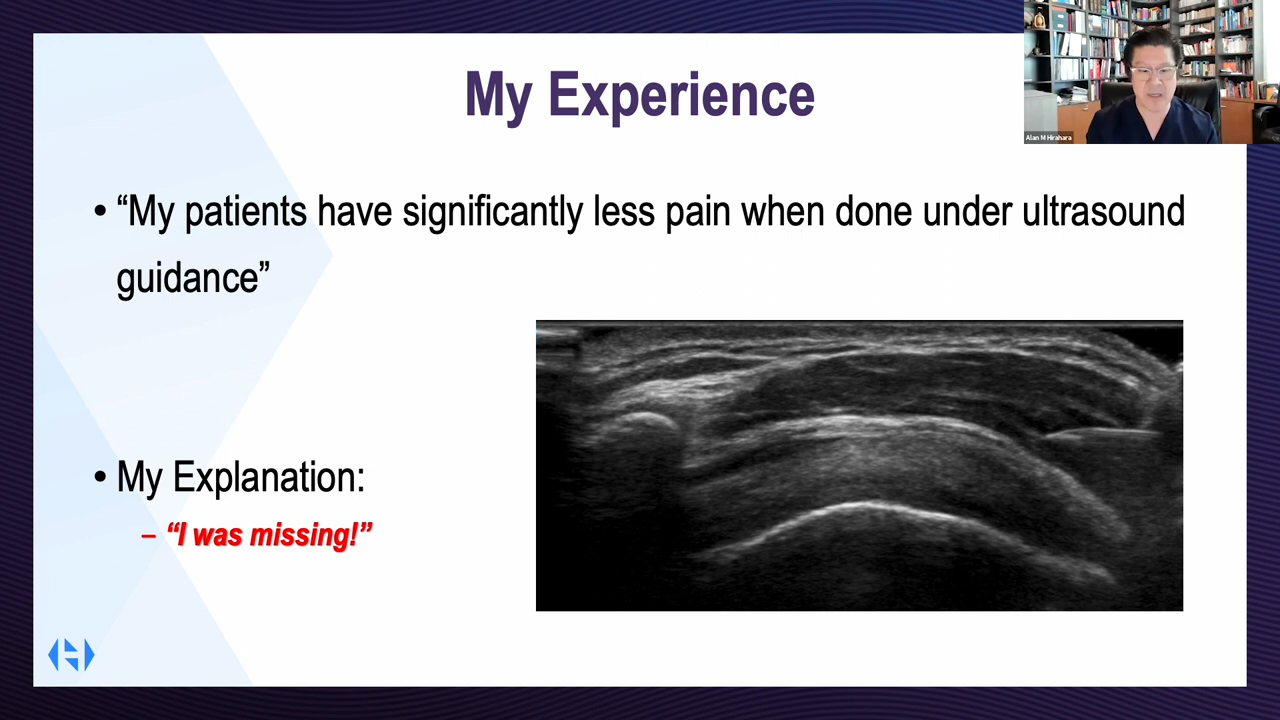 My Experience
Alan M Hirahara
• “My patients have significantly less pain when done under ultrasound
guidance”
• My Explanation:
– “I was missing!”